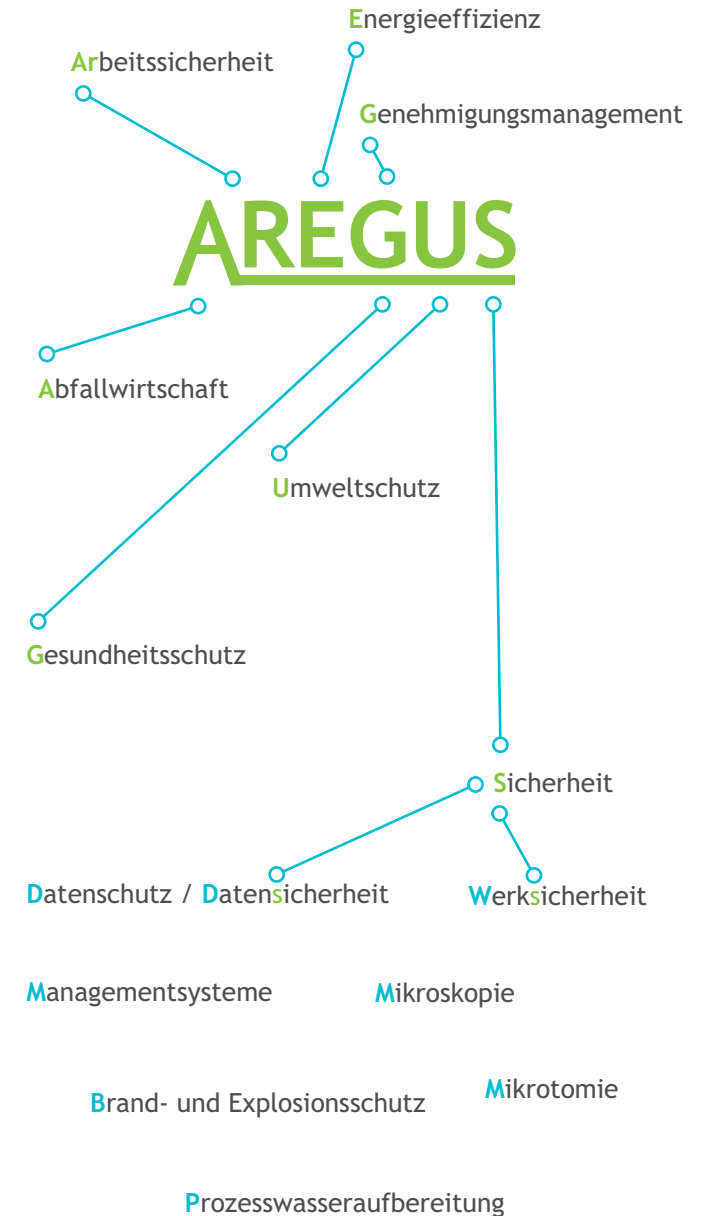 Energieeffizienz
Arbeitssicherheit
Genehmigungsmanagement
AREGUS
Abfallwirtschaft
Umweltschutz
Gesundheitsschutz
Sicherheit
Datenschutz / Datensicherheit
Werksicherheit
Managementsysteme
Mikroskopie
Mikrotomie
Brand- und Explosionsschutz
Prozesswasseraufbereitung